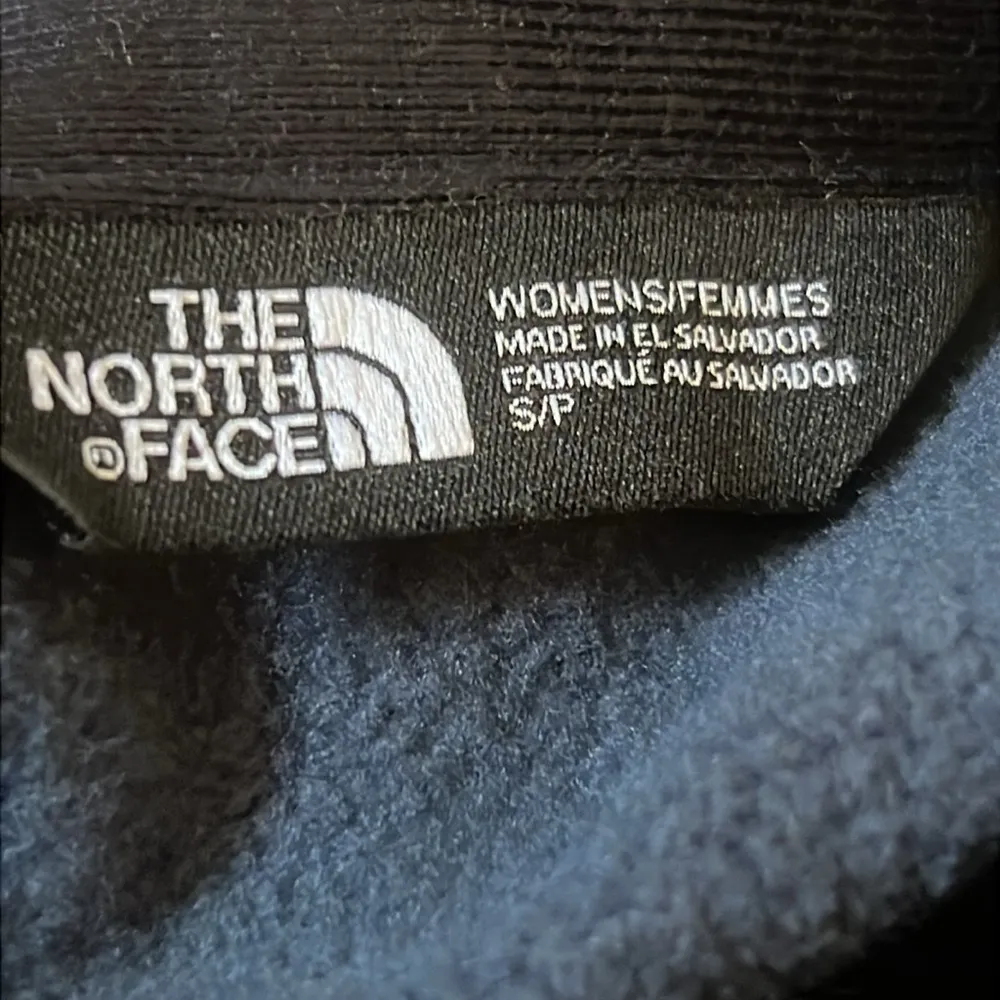 THE
NORTH
®FACE
WOMENS/FEMMES
MADE IN EL SALVADOR
FABRIQUÉ AU SALVADOR
S/P